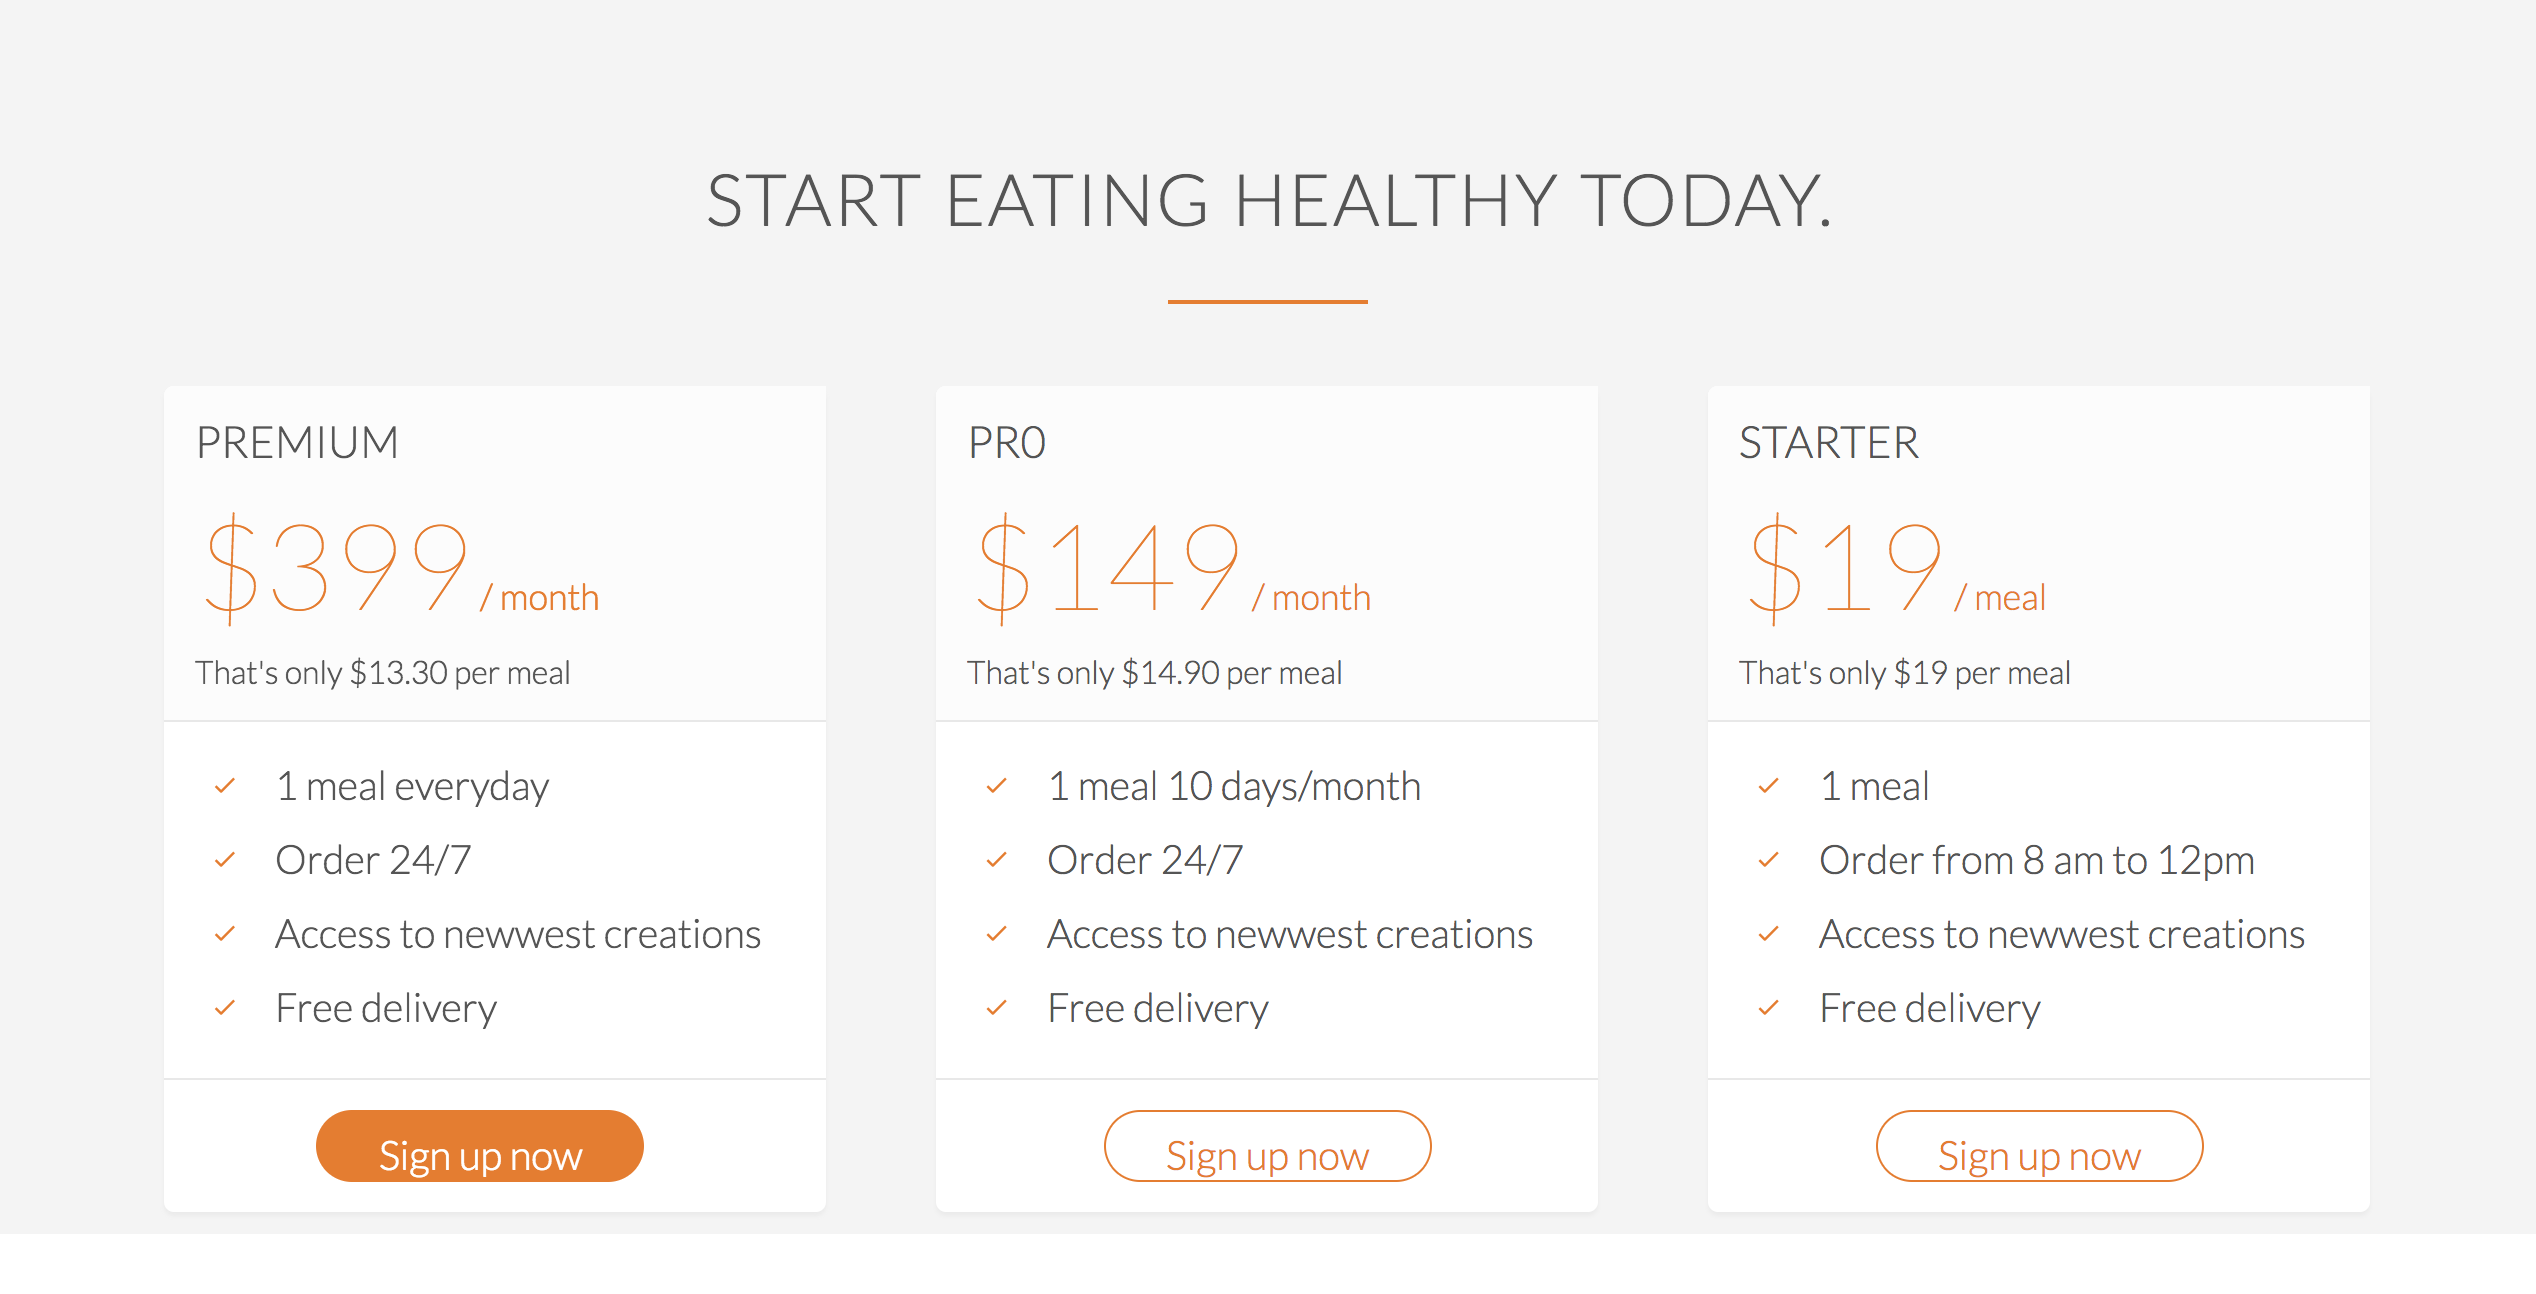 START EATING HEALTHY TODAY.
PREMIUM
$399 / month
That's only $13.30 per meal
1 meal everyday
Order 24/7
Access to newwest creations
Free delivery
Sign up now
PR0
$149 / month
That's only $14.90 per meal
1 meal 10 days/month
Order 24/7
Access to newwest creations
Free delivery
Sign up now
STARTER
$19 / meal
That's only $19 per meal
1 meal
Order from 8 am to 12pm
Access to newwest creations
Free delivery
Sign up now